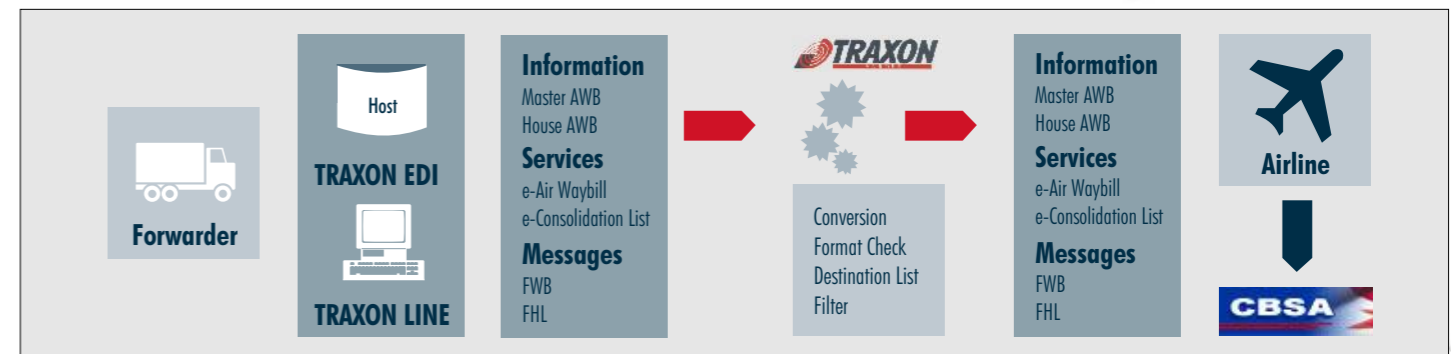 Forwarder
Host
TRAXON EDI
TRAXON LINE
Information
Master AWB
House AWB
Services
e-Air Waybill
e-Consolidation List
Messages
FWB
FHL
TRAXON
Conversion
Format Check
Destination List
Filter
Information
Master AWB
House AWB
Services
e-Air Waybill
e-Consolidation List
Messages
FWB
FHL
Airline
CBSA